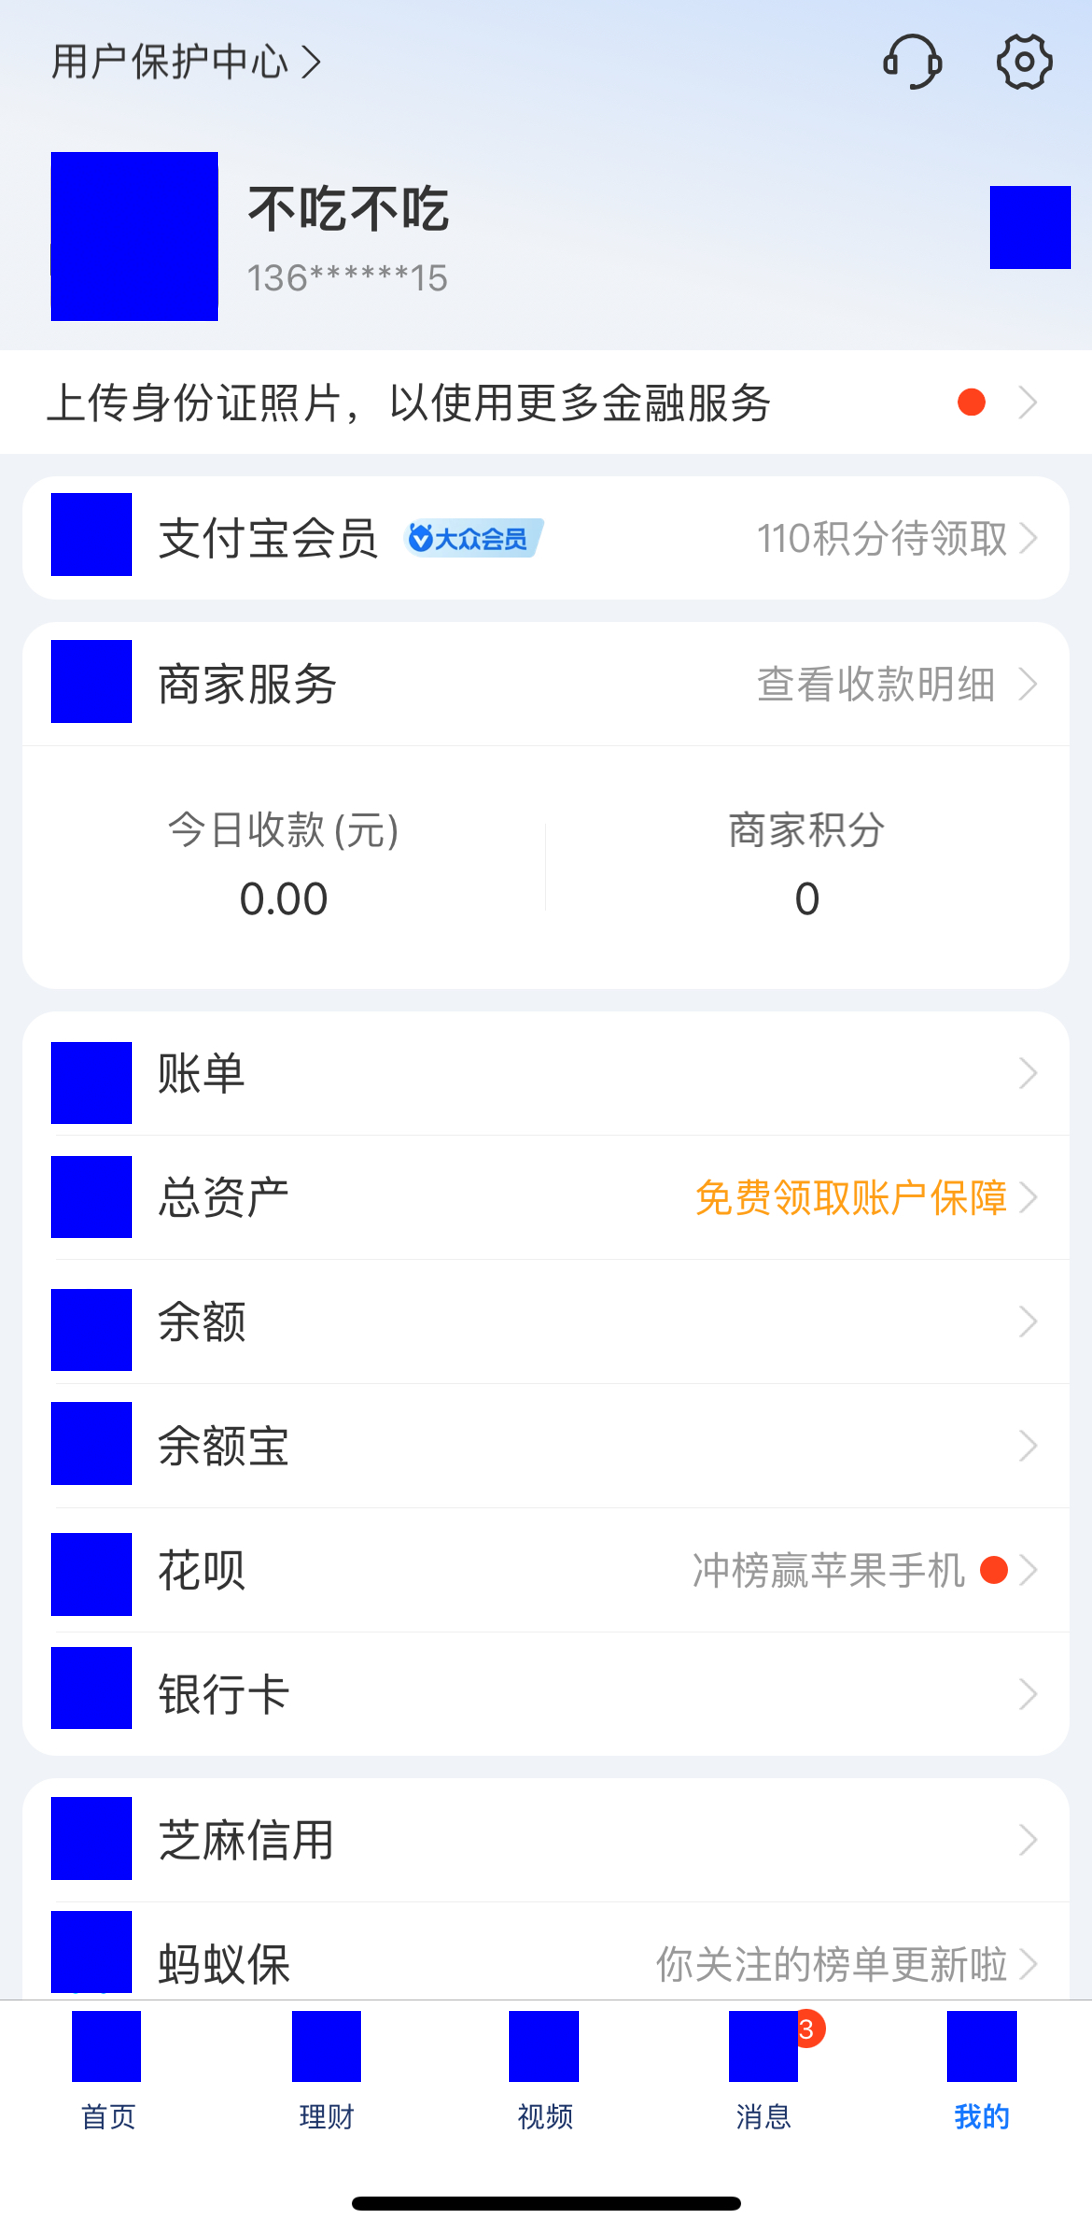 用户保护中心
不吃不吃
136******15
上传身份证照片，以使用更多金融服务
支付宝会员 大众会员 110积分待领取
商家服务 查看收款明细
今日收款(元) 商家积分
0.00 0
账单
总资产 免费领取账户保障
余额
余额宝
花呗 冲榜赢苹果手机
银行卡
芝麻信用
蚂蚁保 你关注的榜单更新啦
3
首页 理财 视频 消息 我的